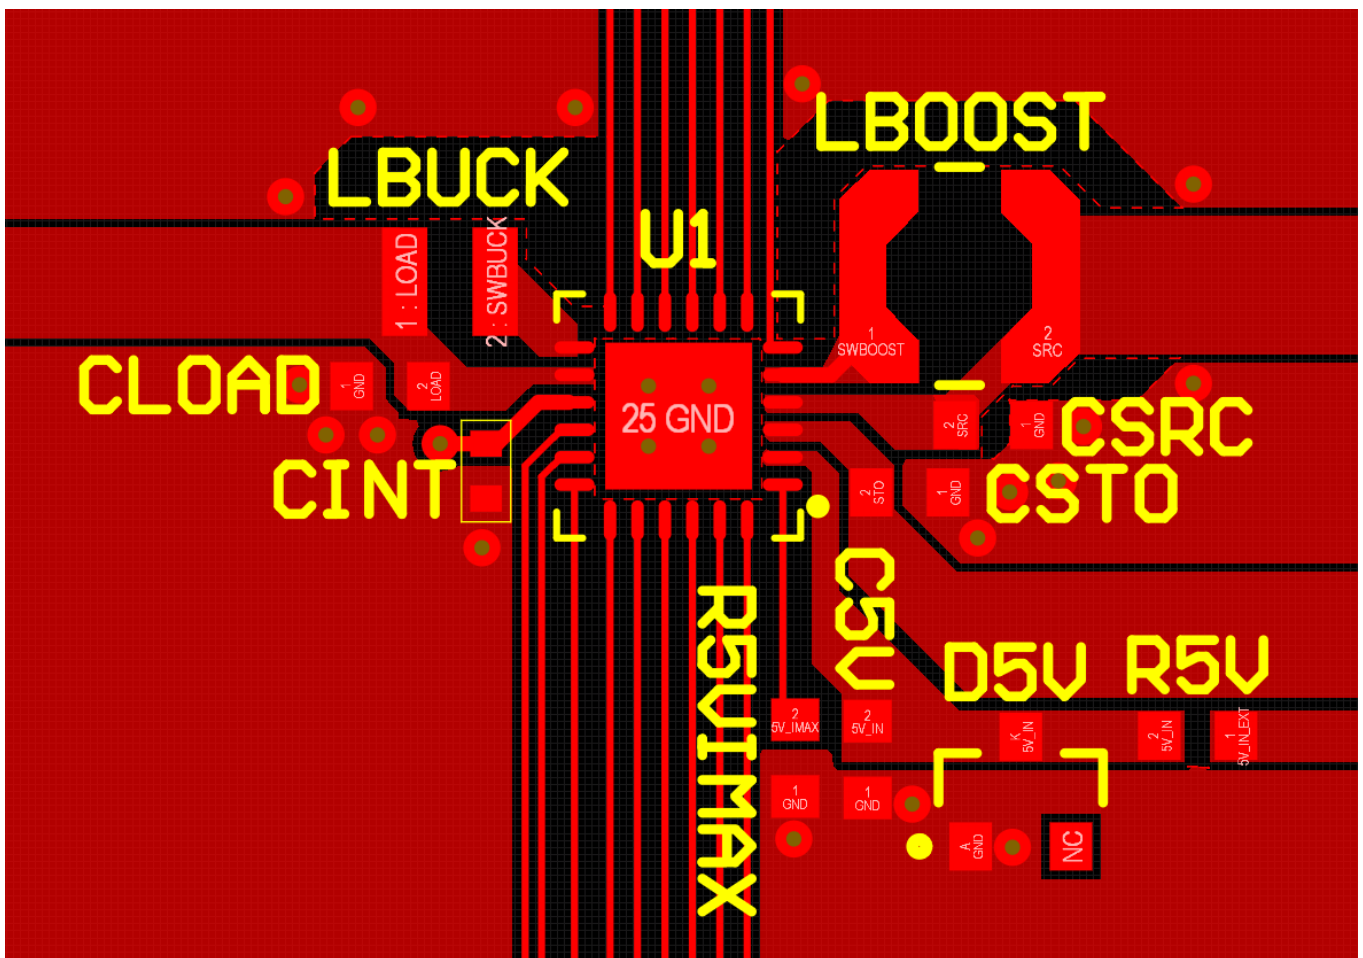 LBOOST
LBUCK
U1
1 : LOAD
2 : SWBUCK
1
SWBOOST
2
SRC
CLOAD
1
GND
2
LOAD
25 GND
2
SRC
1
GND
CSRC
CINT
2
STO
1
GND
CSTO
C5V
R5VIMAX
D5V
R5V
2
5V_IMAX
2
5V_IN
K
5V_IN
2
5V_IN
1
5V_IN_EXT
1
GND
1
GND
A
GND
NC